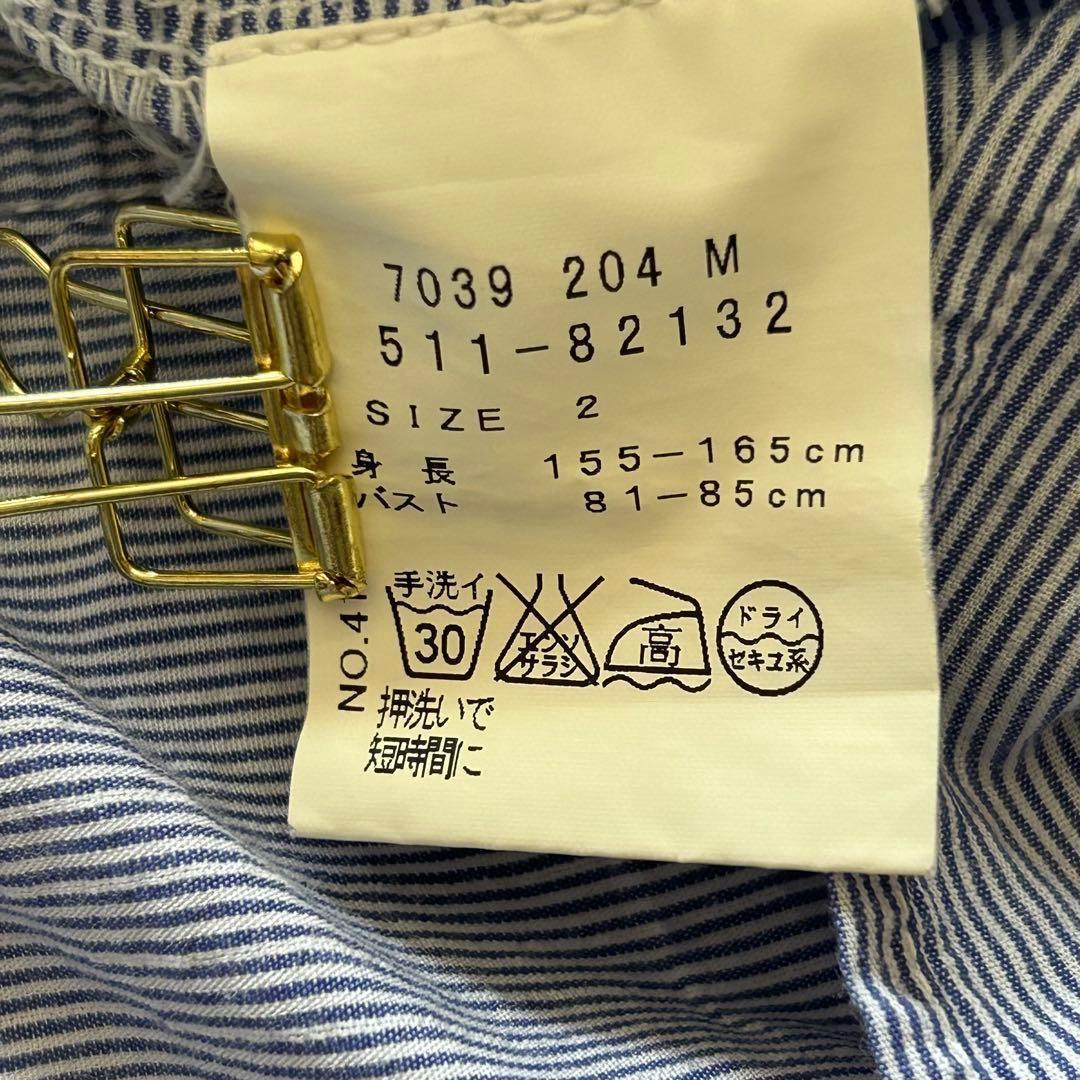 7039 204 M
511-82132
SIZE 2
身長 155-165cm
バスト 81-85cm
手洗イ
30
エンソ
サラシ
高
ドライ
セキユ系
NO.4
押洗いで
短時間に